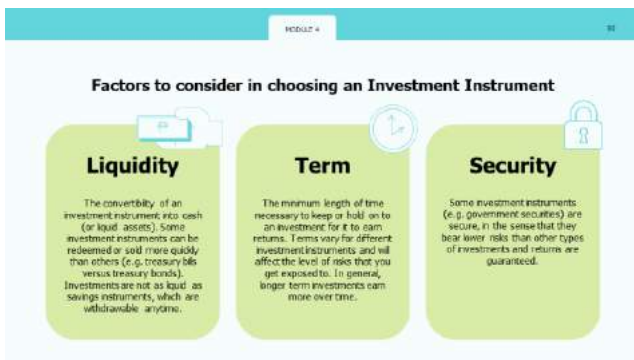 MODULE 4
Factors to consider in choosing an Investment Instrument
Liquidity
The convertibility of an
investment instrument into cash
(or liquid assets). Some
investment instruments can be
redeemed or sold more quickly
than others (e.g. treasury bills
versus treasury bonds).
Investments are not as liquid as
savings instruments, which are
withdrawable anytime.
Term
The minimum length of time
necessary to keep or hold on to
an investment for it to earn
returns. Terms vary for different
investment instruments and will
affect the level of risks that you
get exposed to. In general,
longer term investments earn
more over time.
Security
Some investment instruments
(e.g. government securities) are
secure, in the sense that they
bear lower risks than other types
of investments and returns are
guaranteed.